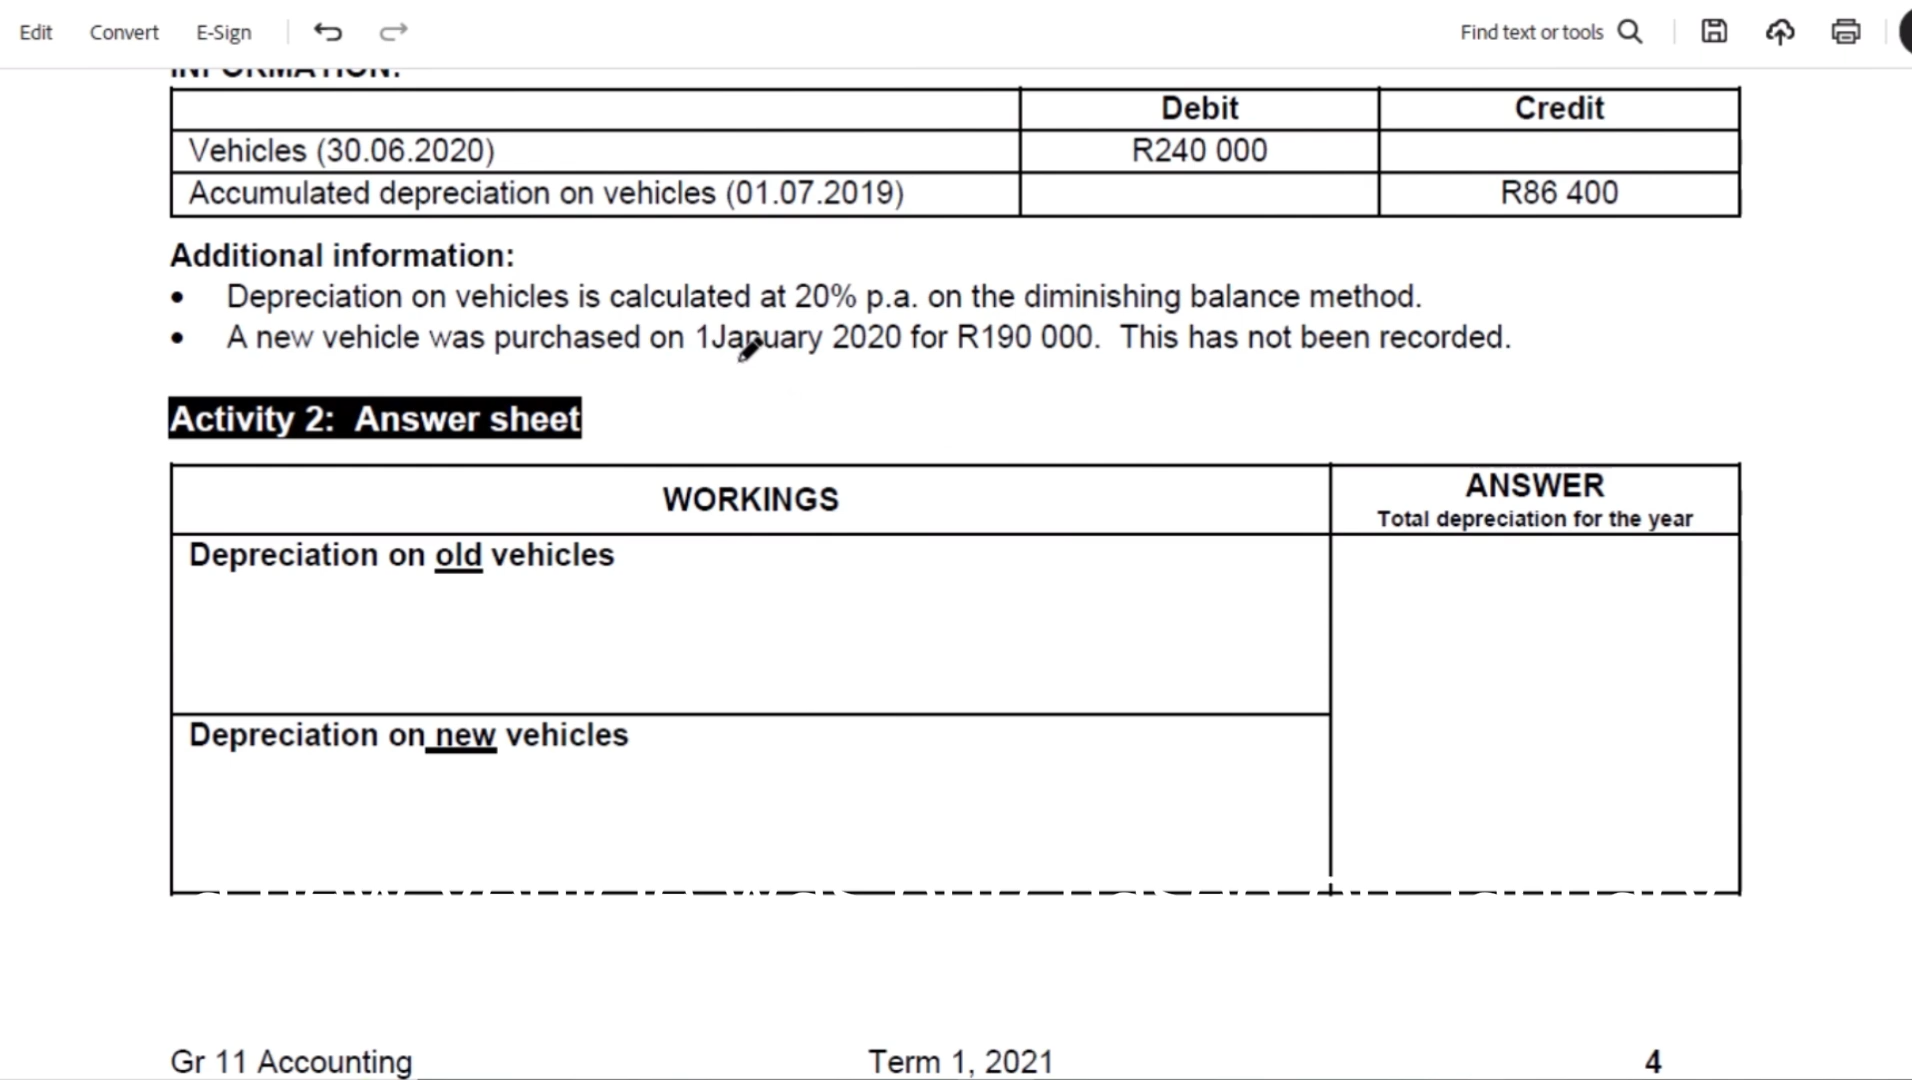 Edit Convert E-Sign Find text or tools
INFORMATION:
Debit Credit
Vehicles (30.06.2020) R240 000
Accumulated depreciation on vehicles (01.07.2019) R86 400
Additional information:
• Depreciation on vehicles is calculated at 20% p.a. on the diminishing balance method.
• A new vehicle was purchased on 1January 2020 for R190 000. This has not been recorded.
Activity 2: Answer sheet
WORKINGS ANSWER
Total depreciation for the year
Depreciation on old vehicles
Depreciation on new vehicles
Gr 11 Accounting Term 1, 2021 4